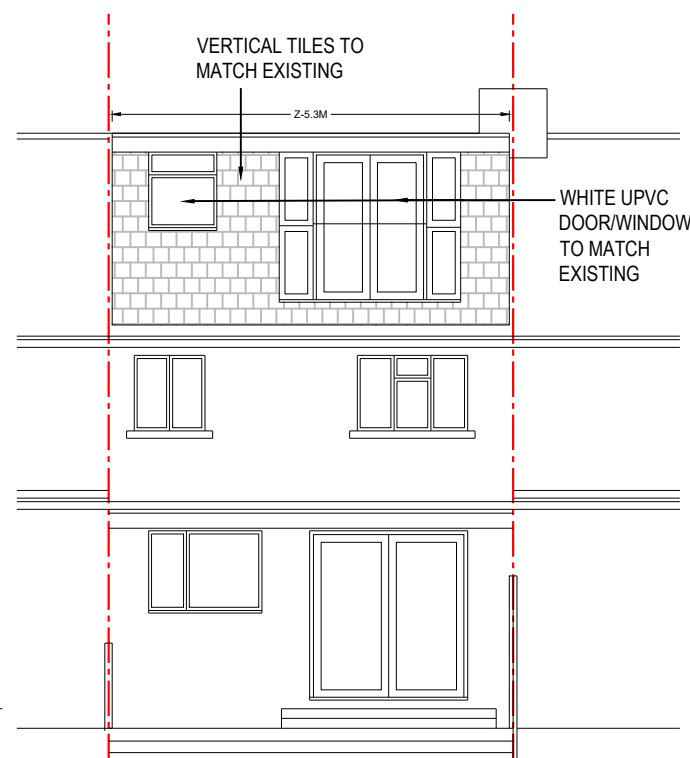 VERTICAL TILES TO
MATCH EXISTING
Z-5.3M
WHITE UPVC
DOOR/WINDOW
TO MATCH
EXISTING